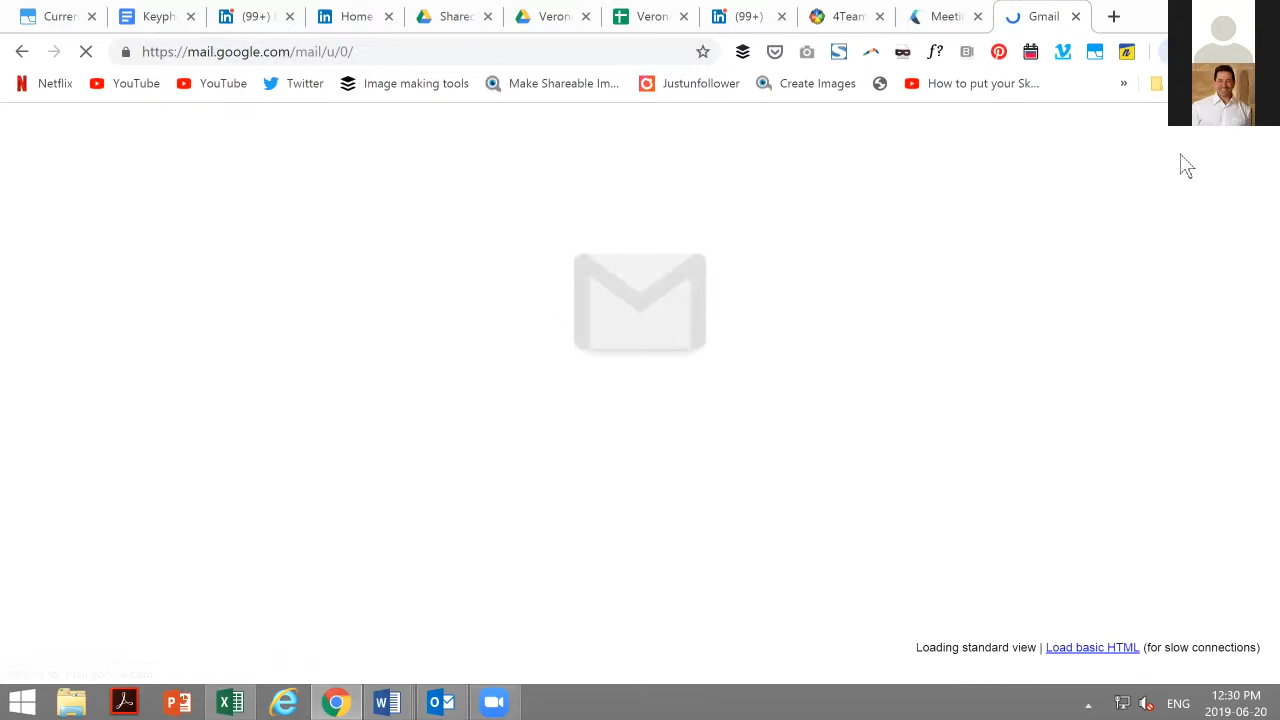 Curren
Keyph
(99+)
Home
Shared
Veron
Veron
(99+)
4Team
Meetin
Gmail
https://mail.google.com/mail/u/0/
Netflix YouTube YouTube Twitter Image making tools Make Shareable Im... Justunfollower Create Images How to put your Sk... »
Loading standard view | Load basic HTML (for slow connections)
ENG
12:30 PM
2019-06-20